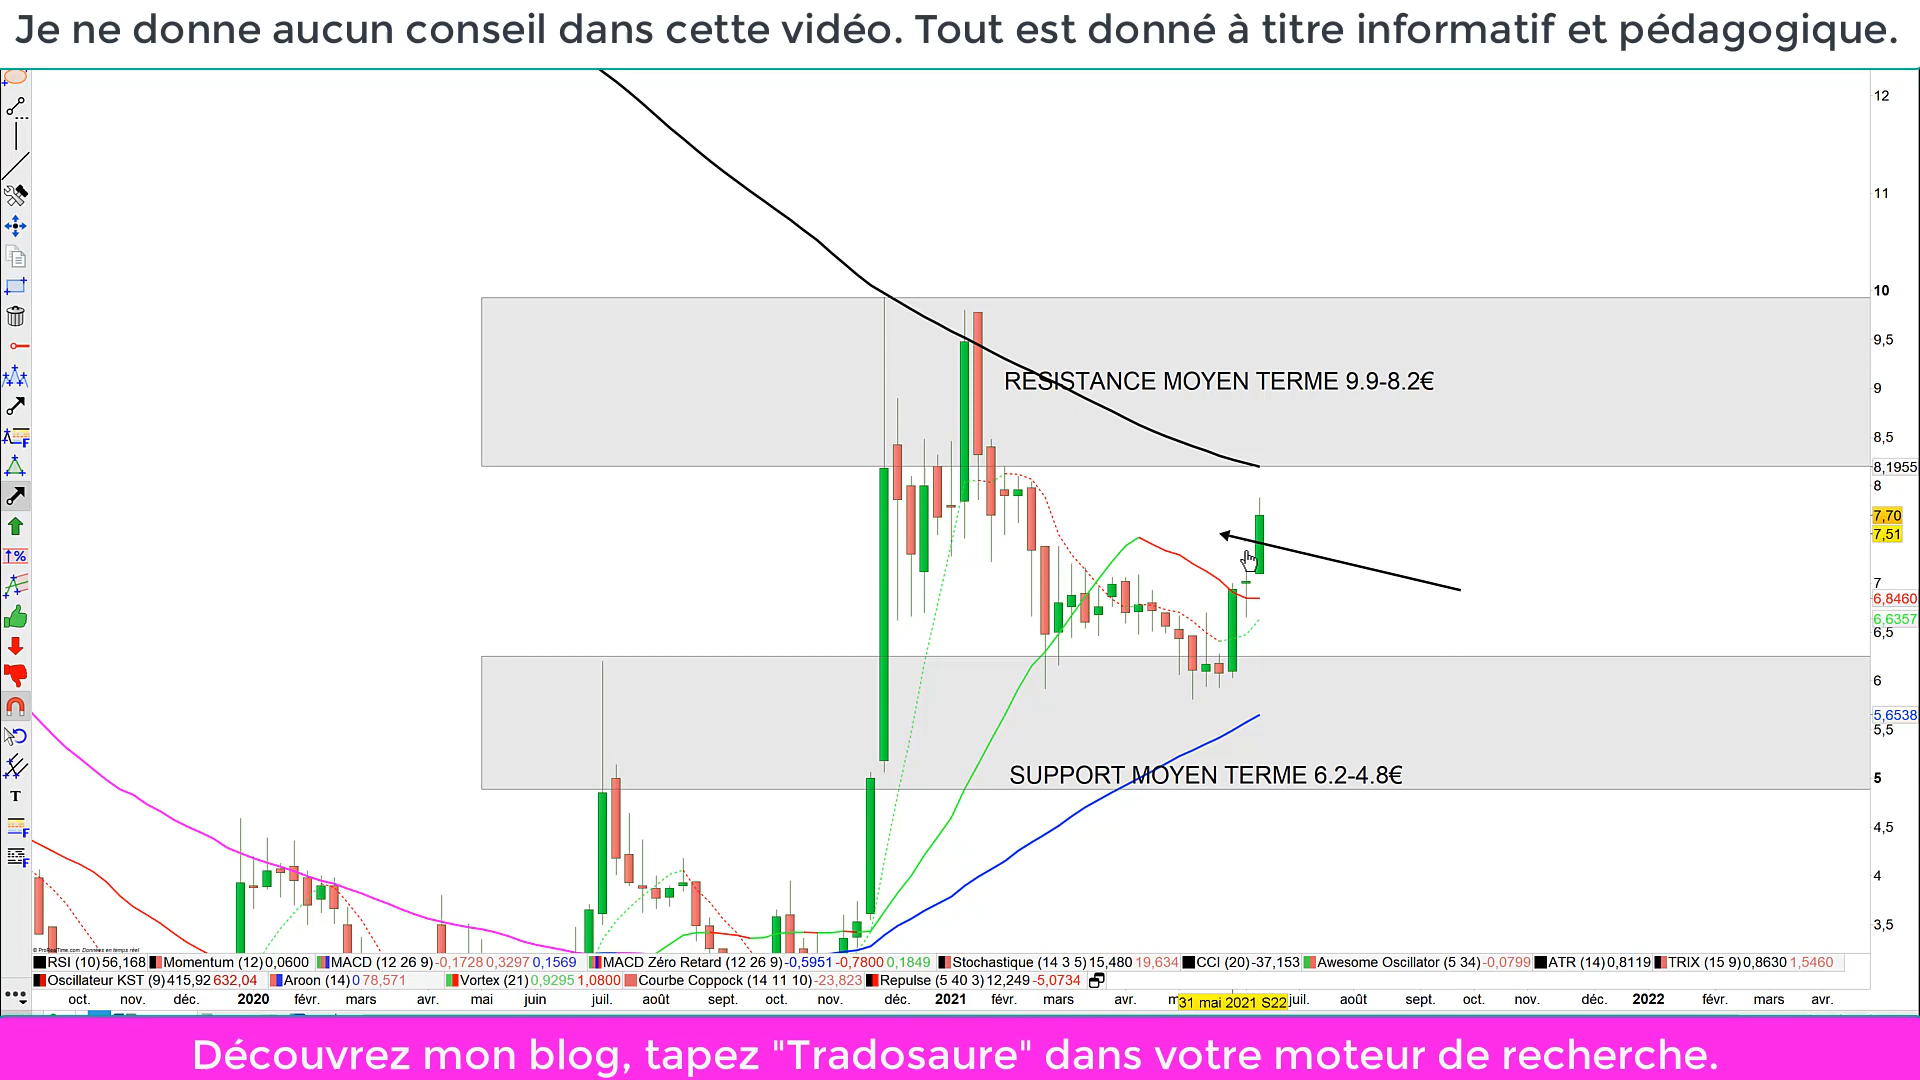 Je ne donne aucun conseil dans cette vidéo. Tout est donné à titre informatif et pédagogique.
12
11
10
9,5
RESISTANCE MOYEN TERME 9.9-8.2€
9
8,5
8,1955
8
7,70
7,51
7
6,8460
6,6357
6,5
6
5,6538
5,5
SUPPORT MOYEN TERME 6.2-4.8€
5
4,5
4
3,5
© ProRealTime.com Données en temps réel
RSI (10) 56,168 Momentum (12) 0,0600 MACD (12 26 9) -0,1728 0,3297 0,1569 MACD Zéro Retard (12 26 9) -0,5951 -0,7800 0,1849 Stochastique (14 3 5) 15,480 19,634 CCI (20) -37,153 Awesome Oscillator (5 34) -0,0799 ATR (14) 0,8119 TRIX (15 9) 0,8630 1,5460
Oscillateur KST (9) 415,92 632,04 Aroon (14) 0 78,571 Vortex (21) 0,9295 1,0800 Courbe Coppock (14 11 10) -23,823 Repulse (5 40 3) 12,249 -5,0734
oct. nov. déc. 2020 févr. mars avr. mai juin juil. août sept. oct. nov. déc. 2021 févr. mars avr. 31 mai 2021 S22 juil. août sept. oct. nov. déc. 2022 févr. mars avr.
Découvrez mon blog, tapez "Tradosaure" dans votre moteur de recherche.